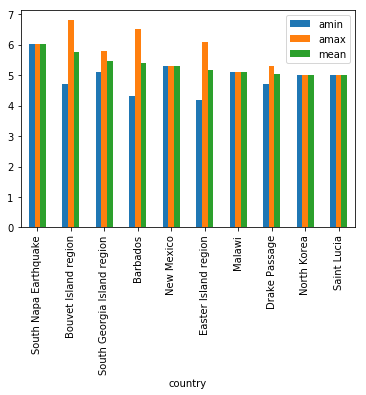 7
6
5
4
3
2
1
0
amin
amax
mean
South Napa Earthquake
Bouvet Island region
South Georgia Island region
Barbados
New Mexico
Easter Island region
Malawi
Drake Passage
North Korea
Saint Lucia
country